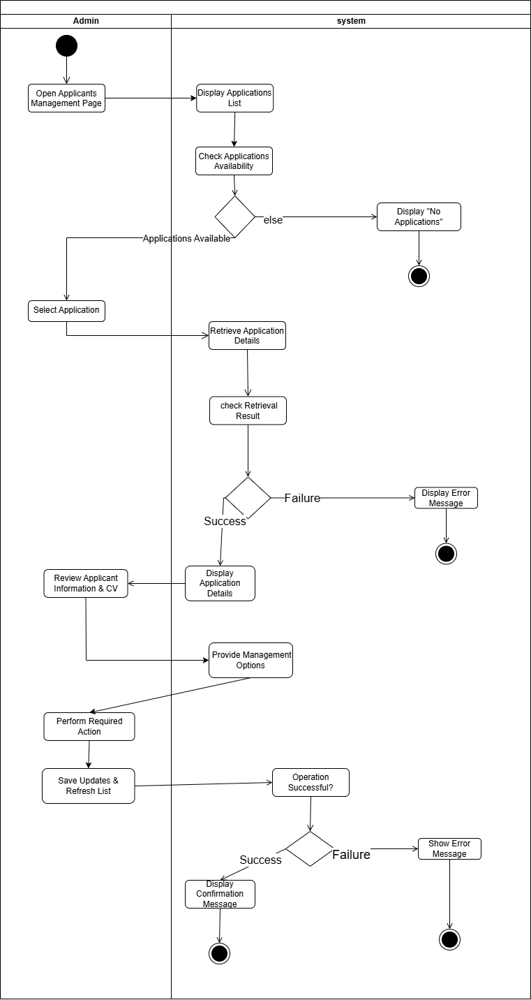 Admin
system
Open Applicants
Management Page
Display Applications
List
Check Applications
Availability
else
Display "No
Applications"
Applications Available
Select Application
Retrieve Application
Details
check Retrieval
Result
Failure
Display Error
Message
Success
Display
Application
Details
Review Applicant
Information & CV
Provide Management
Options
Perform Required
Action
Save Updates &
Refresh List
Operation
Successful?
Failure
Show Error
Message
Success
Display
Confirmation
Message